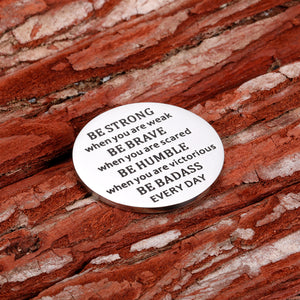 BE STRONG
when you are weak
BE BRAVE
when you are scared
BE HUMBLE
when you are victorious
BE BADASS
EVERY DAY